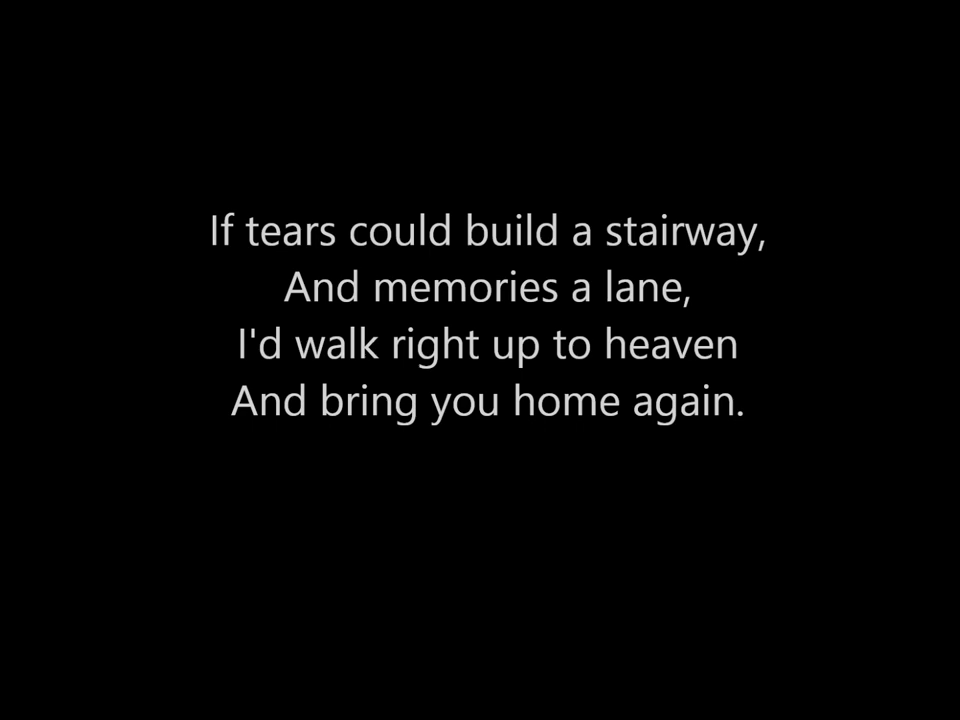 If tears could build a stairway,
And memories a lane,
I'd walk right up to heaven
And bring you home again.